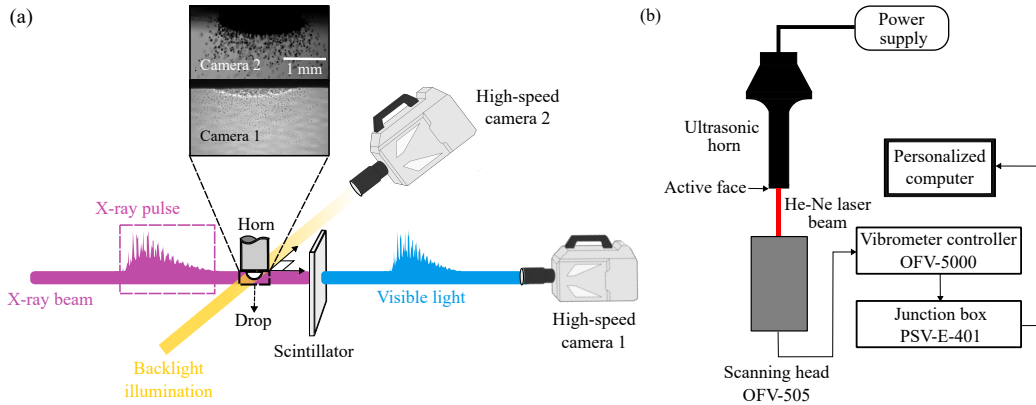 (a)
Camera 2
1 mm
Camera 1
High-speed
camera 2
X-ray pulse
Horn
X-ray beam
Drop
Scintillator
Visible light
High-speed
camera 1
Backlight
illumination
(b)
Power
supply
Ultrasonic
horn
Active face
He-Ne laser
beam
Personalized
computer
Vibrometer controller
OFV-5000
Junction box
PSV-E-401
Scanning head
OFV-505